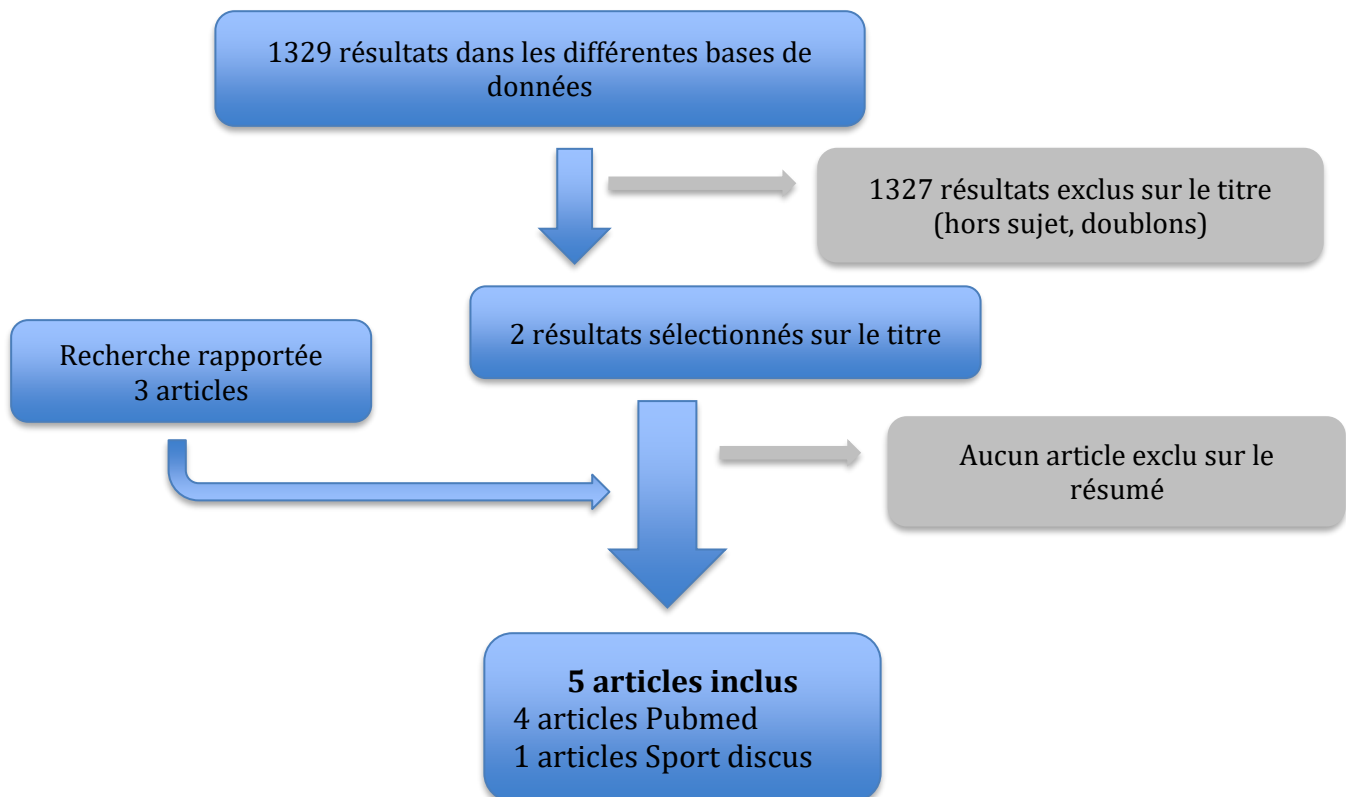 1329 résultats dans les différentes bases de
données
1327 résultats exclus sur le titre
(hors sujet, doublons)
2 résultats sélectionnés sur le titre
Recherche rapportée
3 articles
Aucun article exclu sur le
résumé
5 articles inclus
4 articles Pubmed
1 articles Sport discus